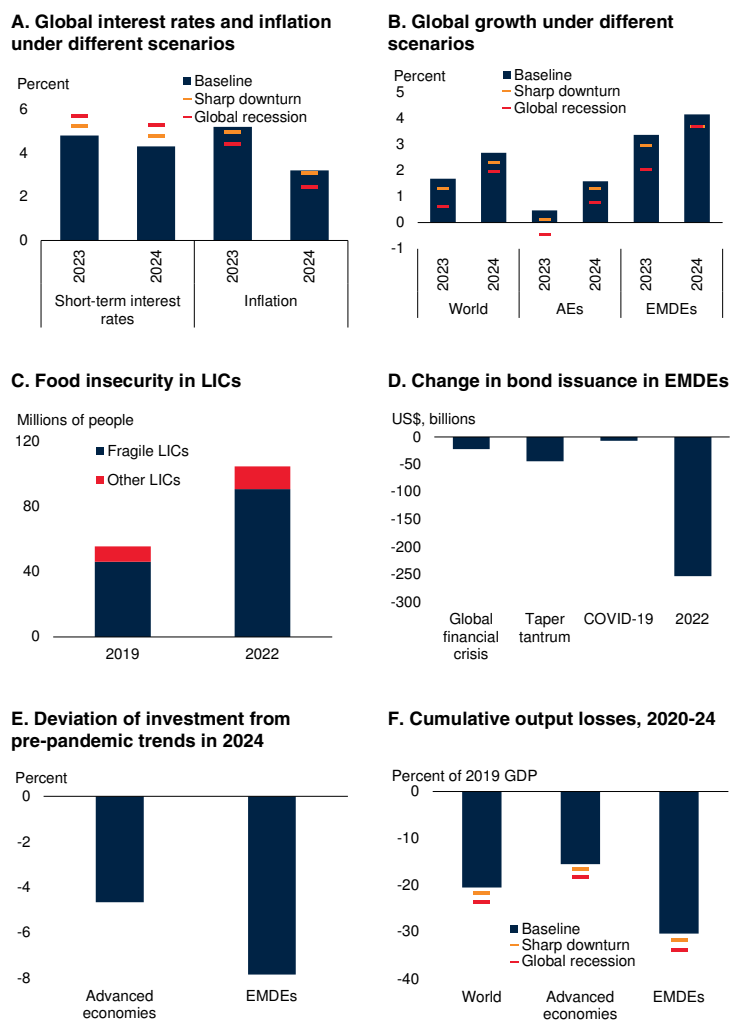 A. Global interest rates and inflation
under different scenarios
Percent
Baseline
Sharp downturn
Global recession
6
4
2
0
2023
2024
2023
2024
Short-term interest
rates
Inflation
B. Global growth under different
scenarios
Percent
Baseline
Sharp downturn
Global recession
5
4
3
2
1
0
-1
2023
2024
2023
2024
2023
2024
World
AEs
EMDEs
C. Food insecurity in LICs
Millions of people
Fragile LICs
Other LICs
120
80
40
0
2019
2022
D. Change in bond issuance in EMDEs
US$, billions
0
-50
-100
-150
-200
-250
-300
Global
financial
crisis
Taper
tantrum
COVID-19
2022
E. Deviation of investment from
pre-pandemic trends in 2024
Percent
0
-2
-4
-6
-8
Advanced
economies
EMDEs
F. Cumulative output losses, 2020-24
Percent of 2019 GDP
0
-10
-20
-30
-40
Baseline
Sharp downturn
Global recession
World
Advanced
economies
EMDEs